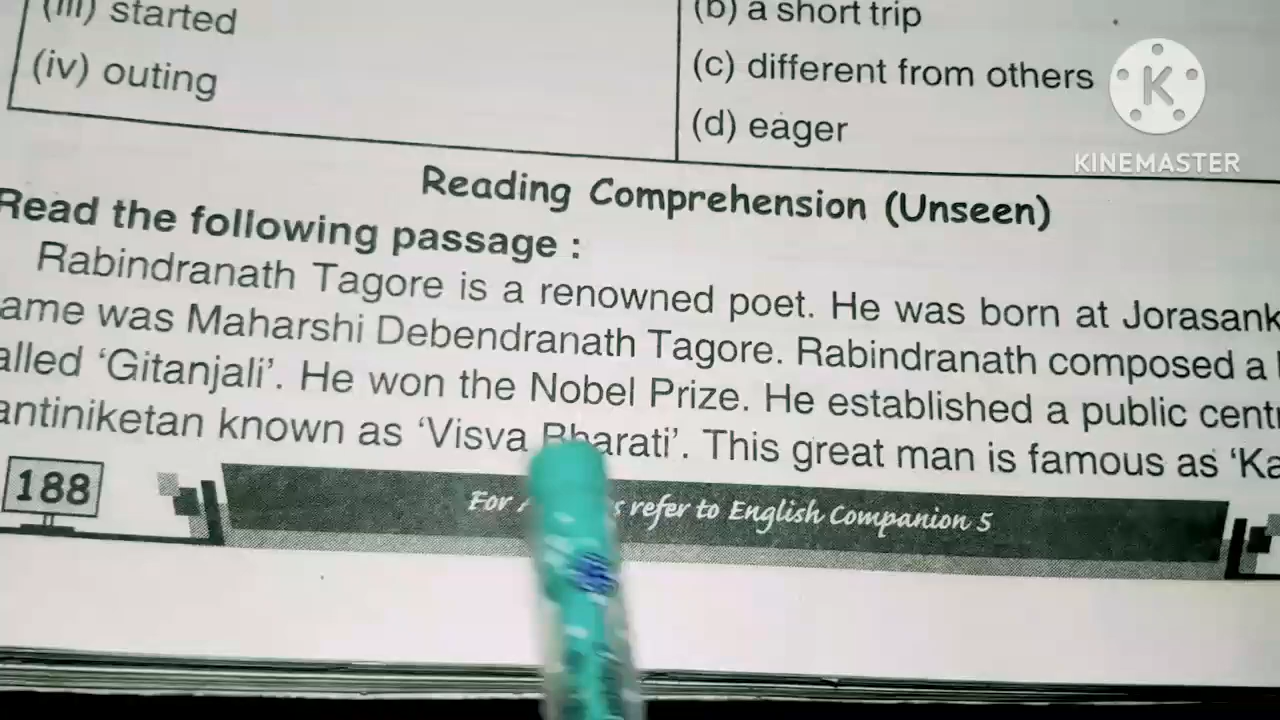 (iii) started
(b) a short trip
(iv) outing
(c) different from others
(d) eager
K
KINEMASTER
Reading Comprehension (Unseen)
Read the following passage :
Rabindranath Tagore is a renowned poet. He was born at Jorasank
ame was Maharshi Debendranath Tagore. Rabindranath composed a
alled ‘Gitanjali’. He won the Nobel Prize. He established a public cent
antiniketan known as ‘Visva Bharati’. This great man is famous as ‘Ka
188
For refer to English Companion 5